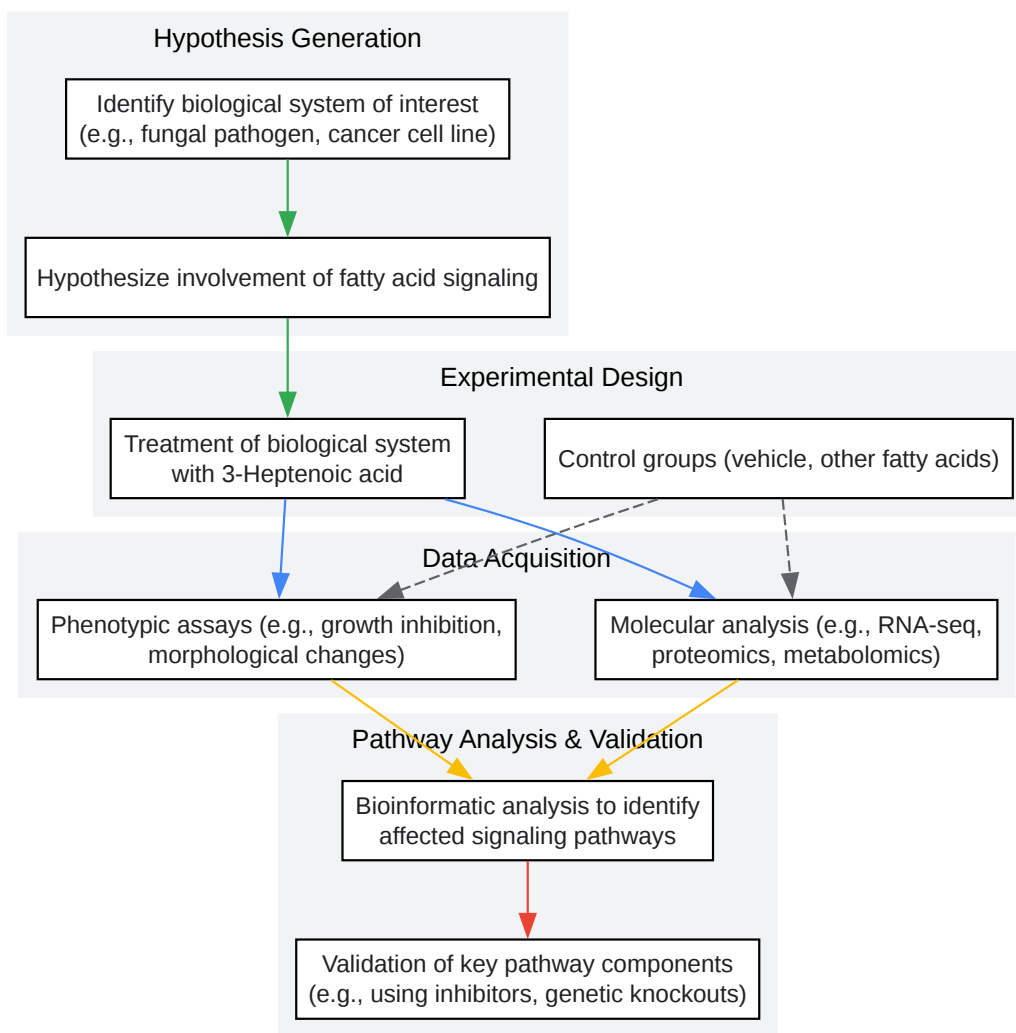 Hypothesis Generation
Identify biological system of interest
(e.g., fungal pathogen, cancer cell line)
Hypothesize involvement of fatty acid signaling
Experimental Design
Treatment of biological system
with 3-Heptenoic acid
Control groups (vehicle, other fatty acids)
Data Acquisition
Phenotypic assays (e.g., growth inhibition,
morphological changes)
Molecular analysis (e.g., RNA-seq,
proteomics, metabolomics)
Pathway Analysis & Validation
Bioinformatic analysis to identify
affected signaling pathways
Validation of key pathway components
(e.g., using inhibitors, genetic knockouts)